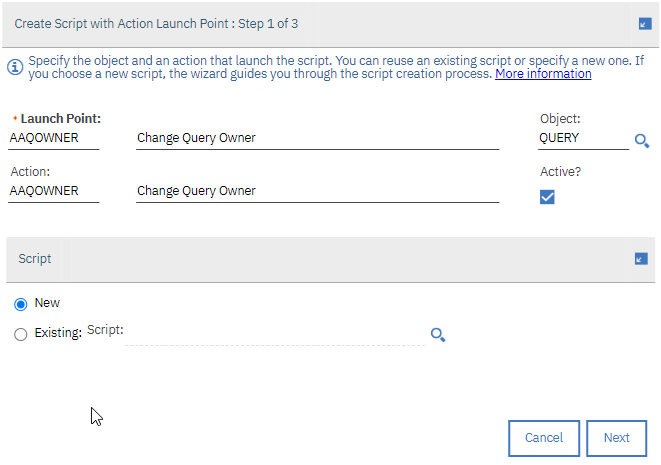 Create Script with Action Launch Point : Step 1 of 3
Specify the object and an action that launch the script. You can reuse an existing script or specify a new one. If
you choose a new script, the wizard guides you through the script creation process. More information
* Launch Point: Object:
AAQOWNER Change Query Owner QUERY
Action: Active?
AAQOWNER Change Query Owner
Script
New
Existing: Script:
Cancel Next